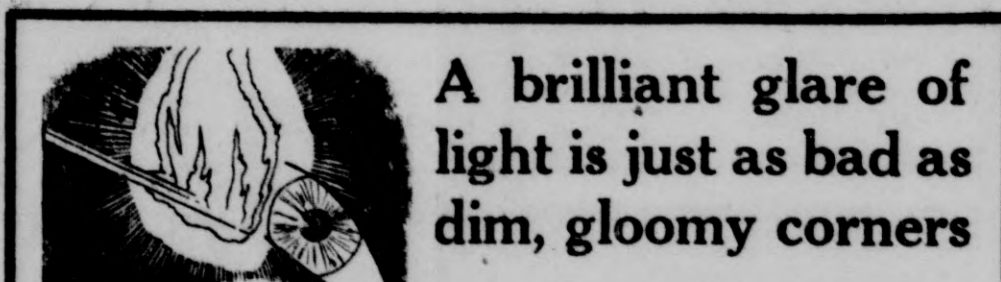 A brilliant glare of
light is just as bad as
dim, gloomy corners